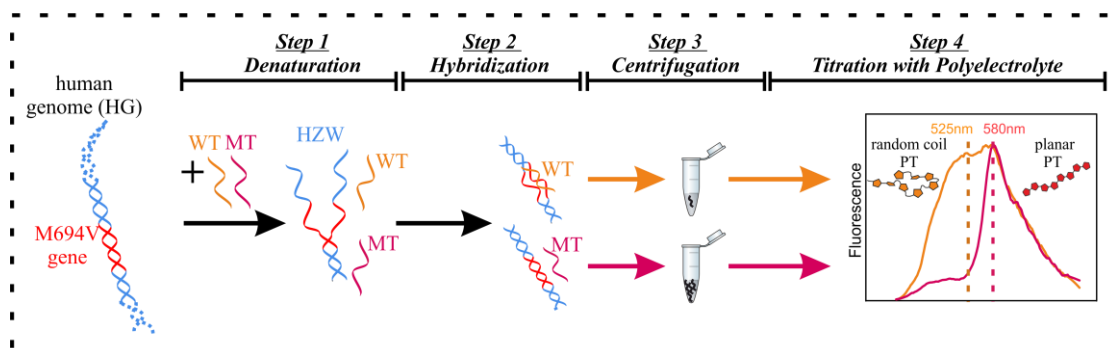 Step 1
Denaturation
Step 2
Hybridization
Step 3
Centrifugation
Step 4
Titration with Polyelectrolyte
human
genome (HG)
M694V
gene
+
WT MT
HZW
WT
MT
WT
MT
525nm
580nm
random coil
PT
planar
PT
Fluorescence